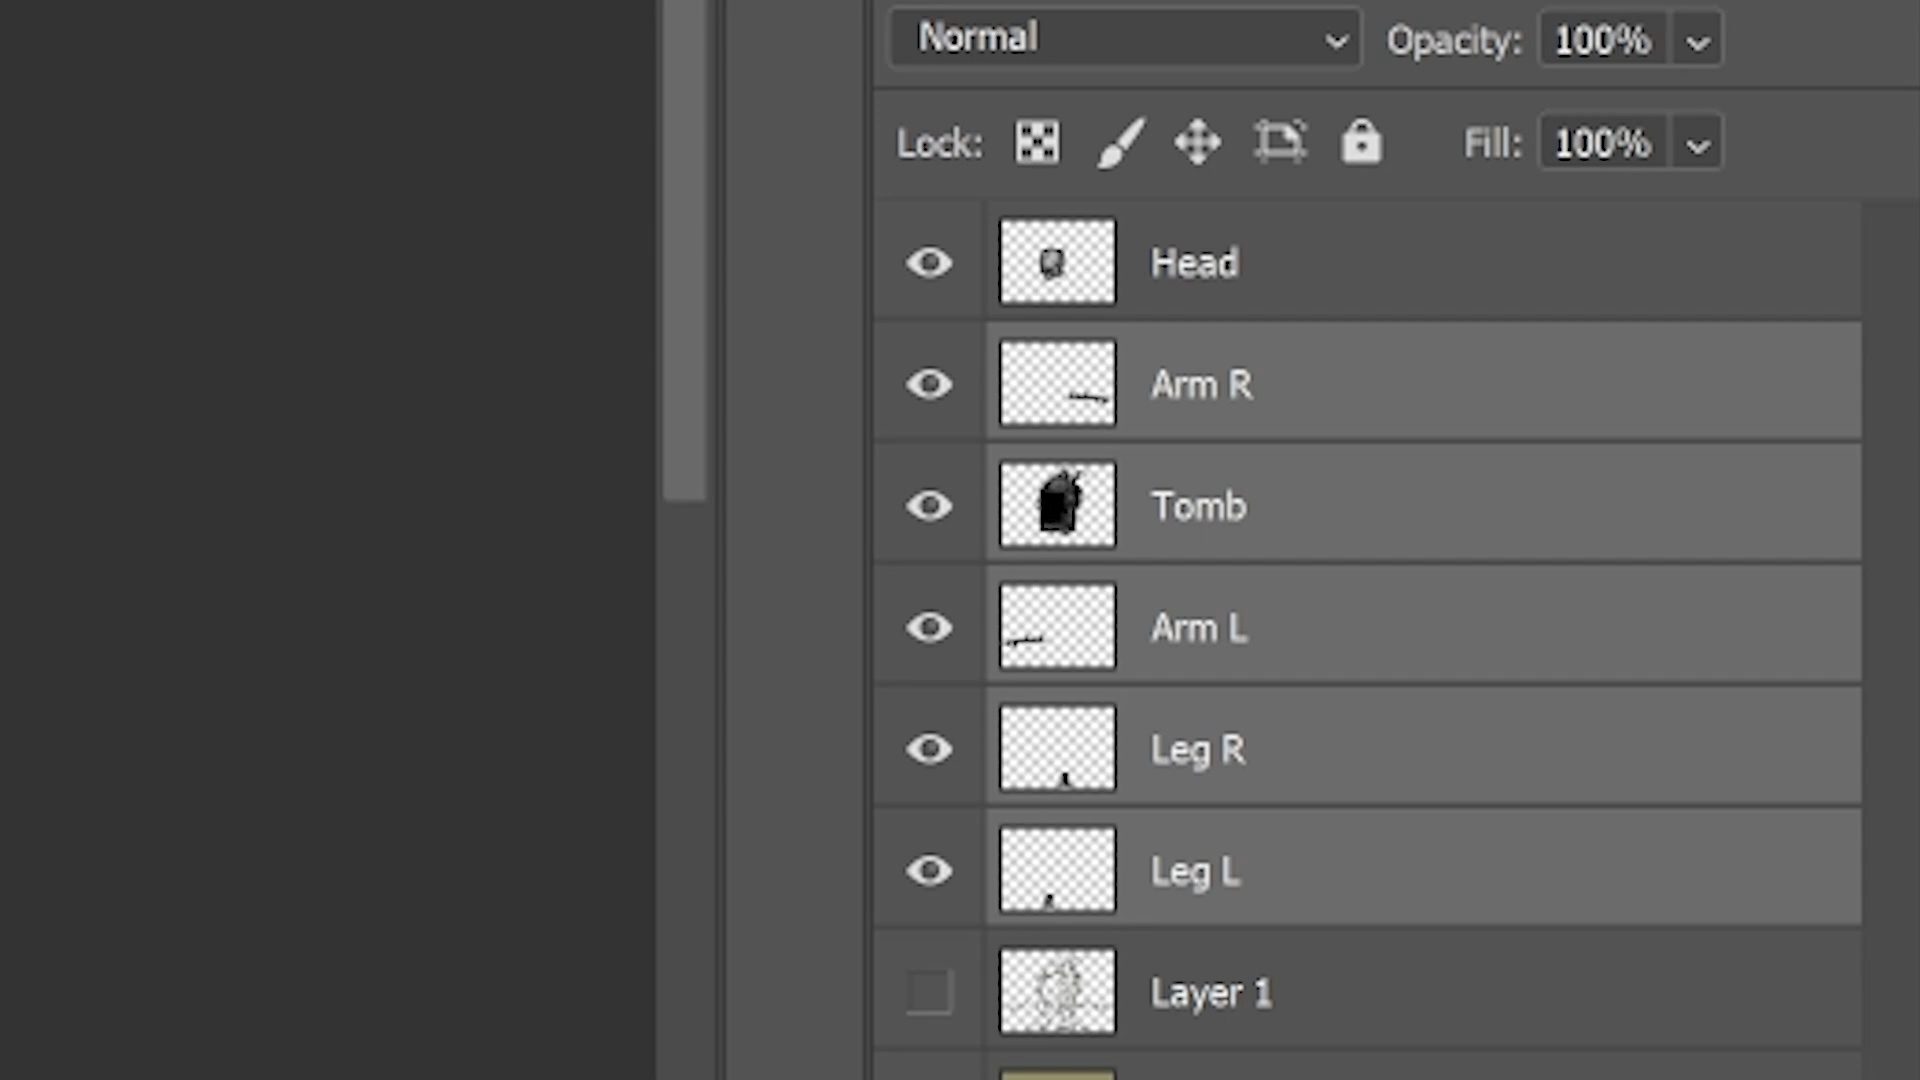 Normal Opacity: 100%
Lock: Fill: 100%
Head
Arm R
Tomb
Arm L
Leg R
Leg L
Layer 1